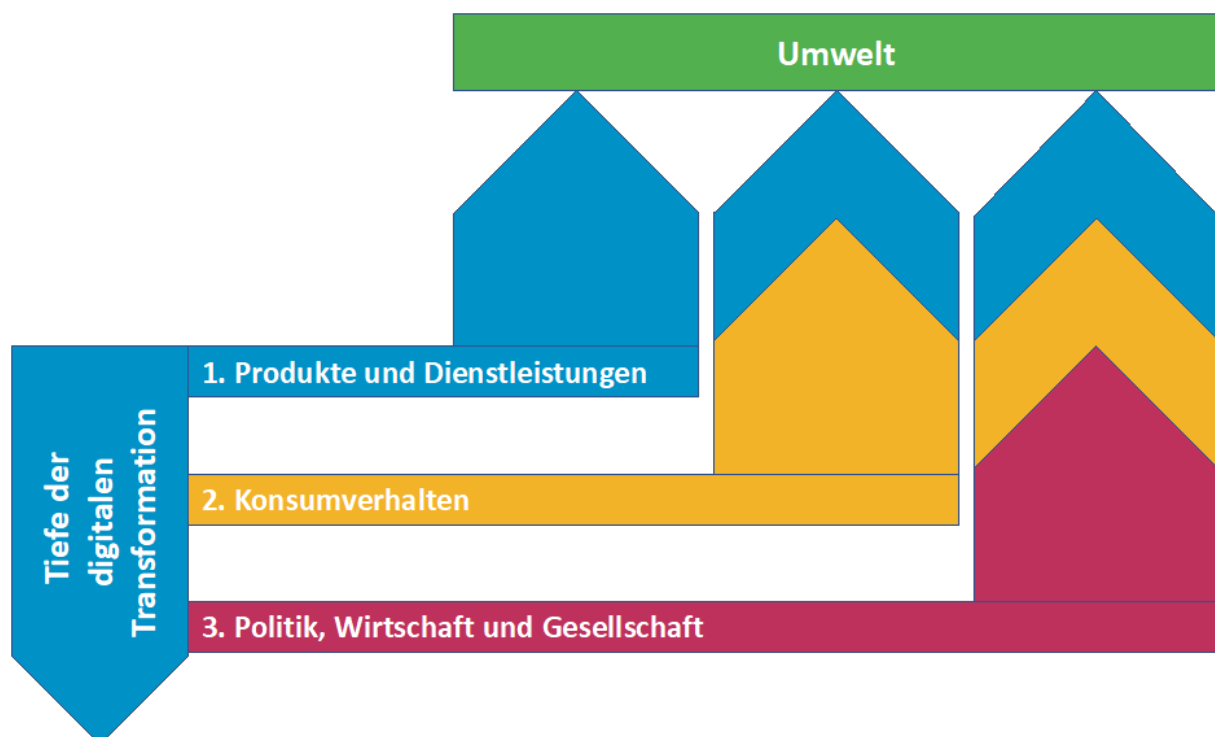 Umwelt
1. Produkte und Dienstleistungen
2. Konsumverhalten
3. Politik, Wirtschaft und Gesellschaft
Tiefe der
digitalen
Transformation